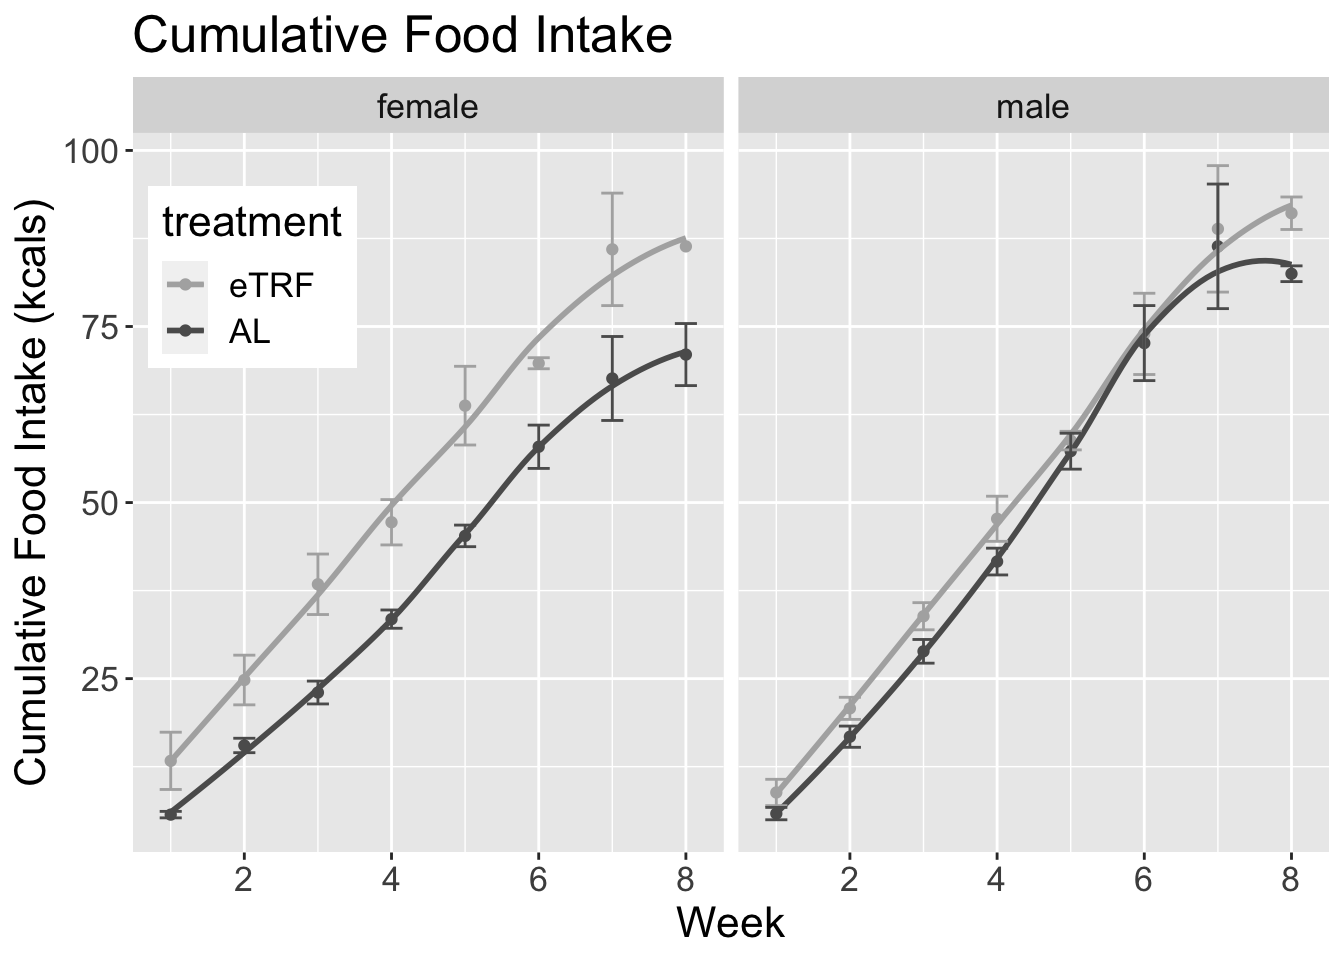 Cumulative Food Intake
female
male
Cumulative Food Intake (kcals)
100
75
50
25
treatment
eTRF
AL
2 4 6 8
2 4 6 8
Week